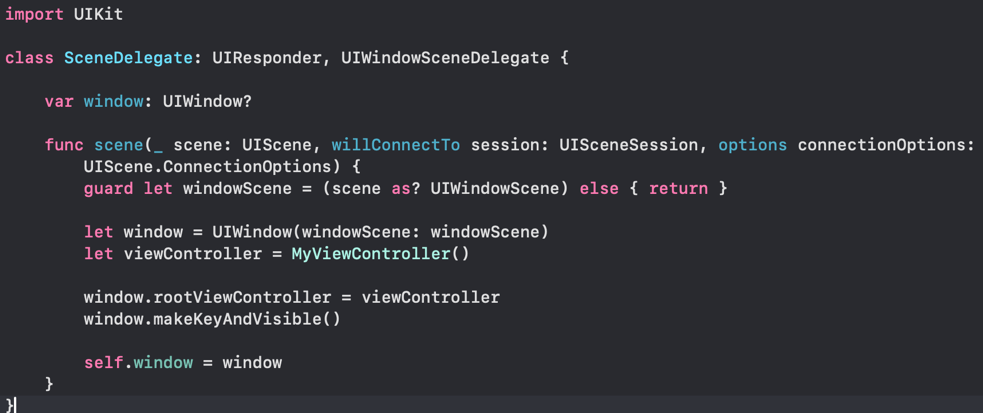 import UIKit
class SceneDelegate: UIResponder, UIWindowSceneDelegate {
var window: UIWindow?
func scene(_ scene: UIScene, willConnectTo session: UISceneSession, options connectionOptions:
UIScene.ConnectionOptions) {
guard let windowScene = (scene as? UIWindowScene) else { return }
let window = UIWindow(windowScene: windowScene)
let viewController = MyViewController()
window.rootViewController = viewController
window.makeKeyAndVisible()
self.window = window
}
}